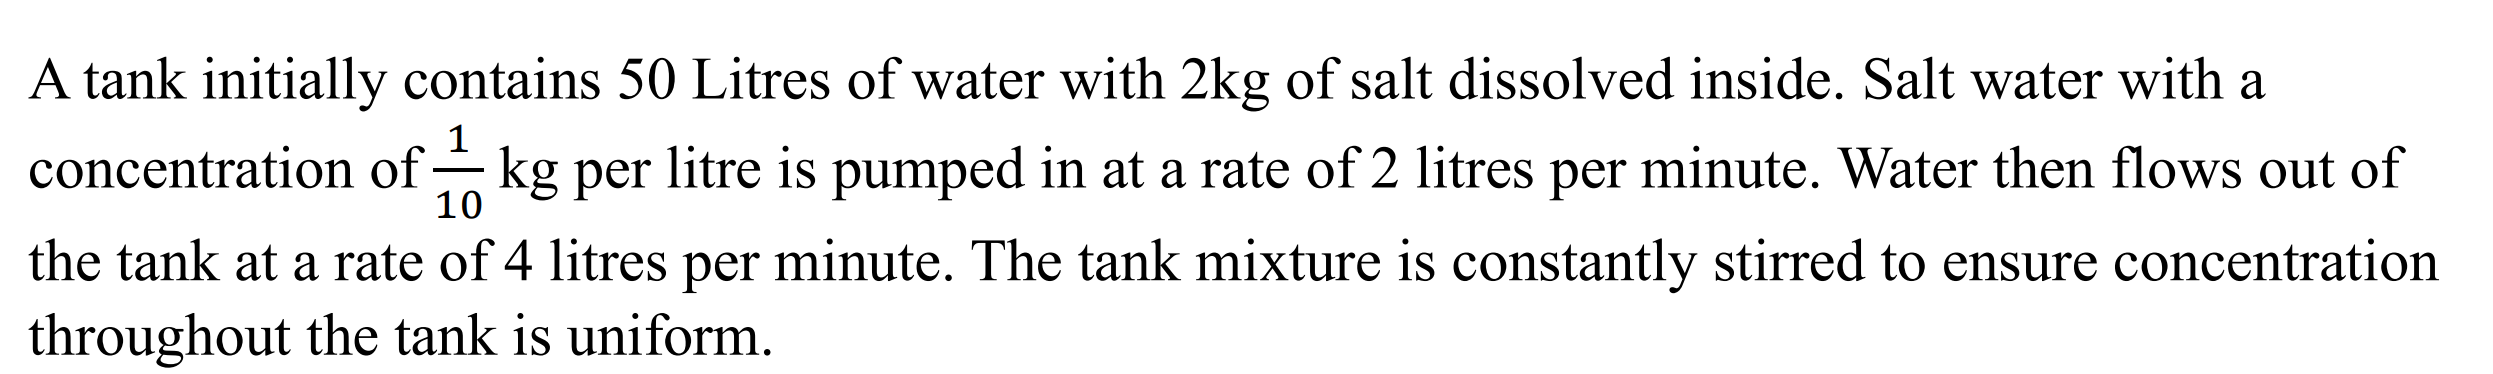 A tank initially contains 50 Litres of water with 2kg of salt dissolved inside. Salt water with a
concentration of 1/10 kg per litre is pumped in at a rate of 2 litres per minute. Water then flows out of
the tank at a rate of 4 litres per minute. The tank mixture is constantly stirred to ensure concentration
throughout the tank is uniform.